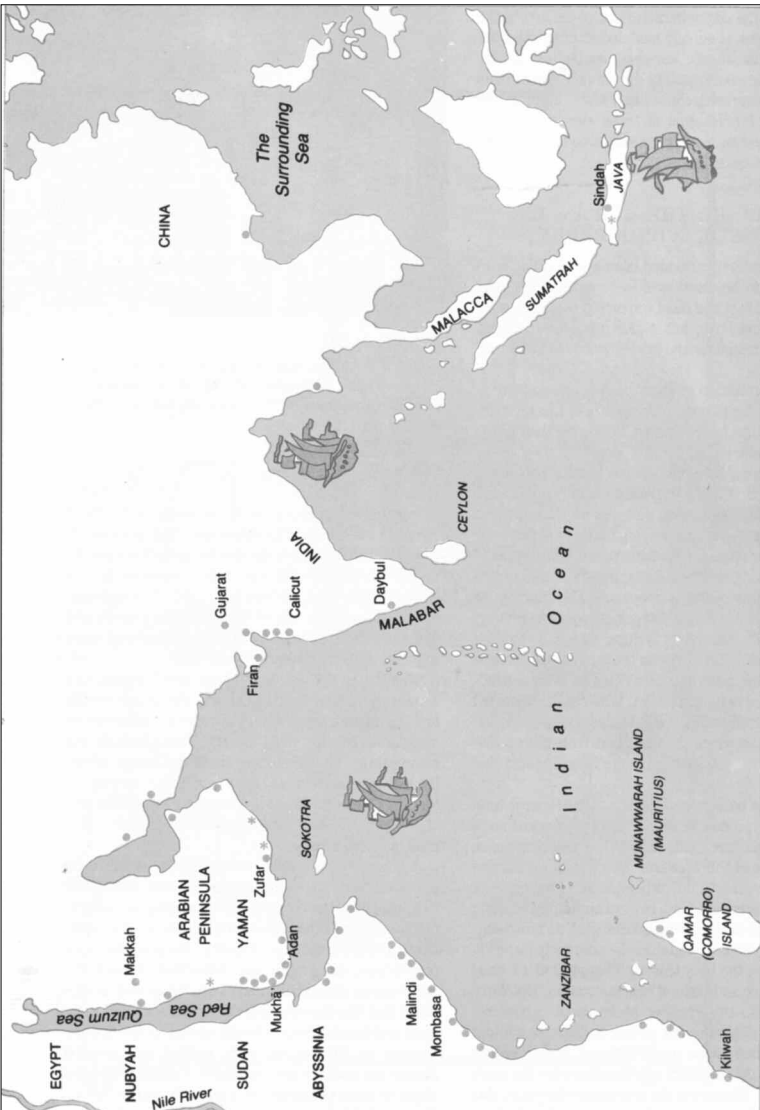 EGYPT
NUBYAH
Nile River
SUDAN
ABYSSINIA
Qulzum Sea
Red Sea
Makkah
ARABIAN
PENINSULA
YAMAN
Zufar
Mukha
Adan
SOKOTRA
Firan
Gujarat
Calicut
INDIA
Daybul
MALABAR
CEYLON
CHINA
The
Surrounding
Sea
MALACCA
SUMATRAH
Sindah
JAVA
Malindi
Mombasa
ZANZIBAR
Kilwah
QAMAR
(COMORRO)
ISLAND
MUNAWWARAH ISLAND
(MAURITIUS)
Indian Ocean